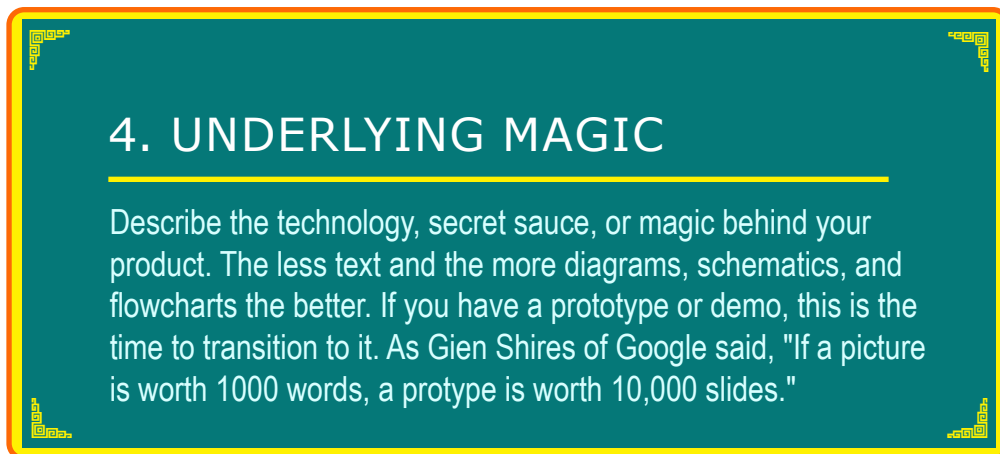 4. UNDERLYING MAGIC
Describe the technology, secret sauce, or magic behind your
product. The less text and the more diagrams, schematics, and
flowcharts the better. If you have a prototype or demo, this is the
time to transition to it. As Gien Shires of Google said, "If a picture
is worth 1000 words, a protype is worth 10,000 slides."